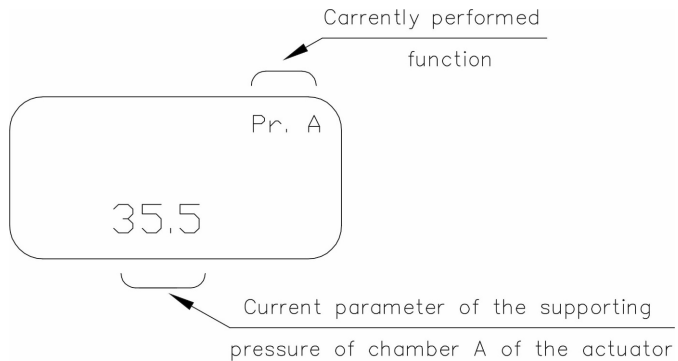 Carrently performed
function
Pr. A
35.5
Current parameter of the supporting
pressure of chamber A of the actuator